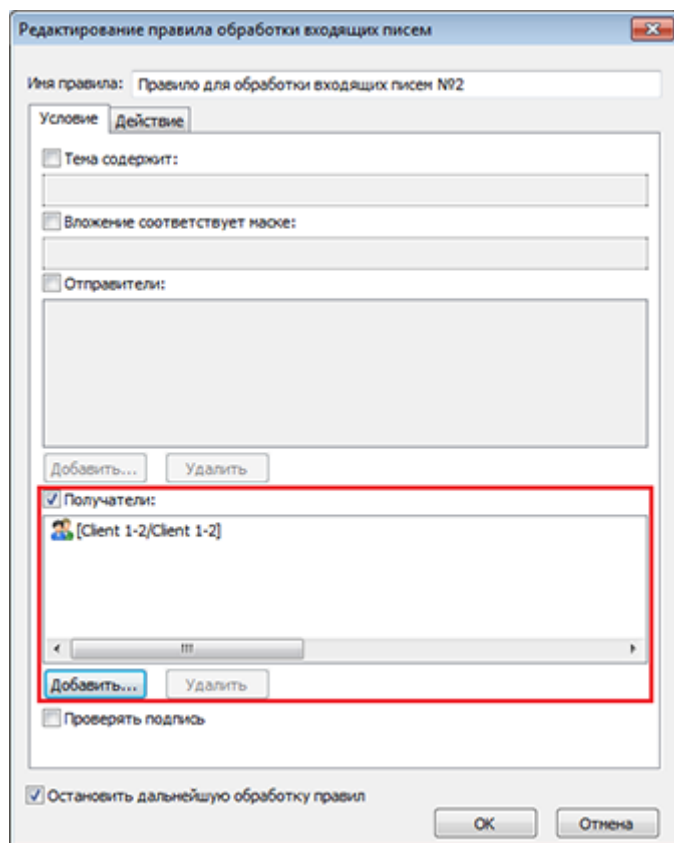 Редактирование правила обработки входящих писем
Имя правила: Правило для обработки входящих писем №2
Условие Действие
Тема содержит:
Вложение соответствует маске:
Отправители:
Добавить... Удалить
Получатели:
[Client 1-2/Client 1-2]
Добавить... Удалить
Проверять подпись
Остановить дальнейшую обработку правил
ОК Отмена